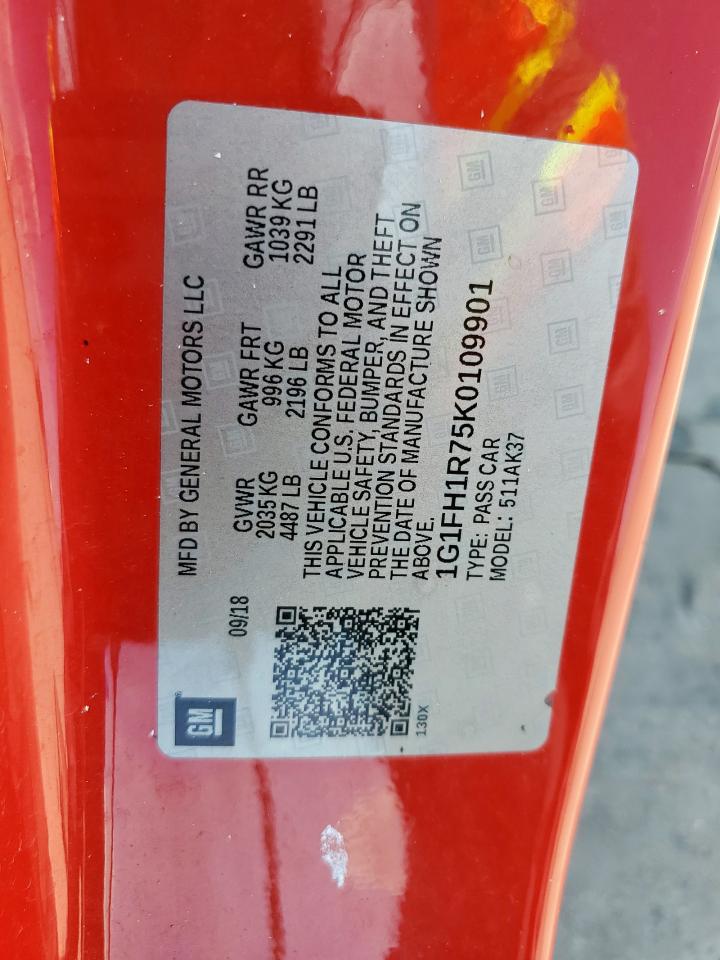 GM
MFD BY GENERAL MOTORS LLC
09/18
GVWR GAWR FRT GAWR RR
2035 KG 996 KG 1039 KG
4487 LB 2196 LB 2291 LB
THIS VEHICLE CONFORMS TO ALL
APPLICABLE U.S. FEDERAL MOTOR
VEHICLE SAFETY, BUMPER, AND THEFT
PREVENTION STANDARDS IN EFFECT ON
THE DATE OF MANUFACTURE SHOWN
ABOVE.
1G1FH1R75K0109901
TYPE: PASS CAR
MODEL: 511AK37
130X